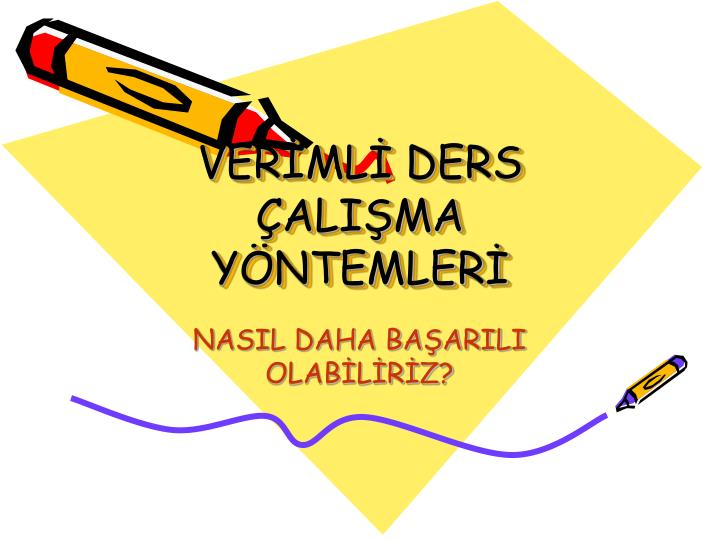 VERİMLİ DERS
ÇALIŞMA
YÖNTEMLERİ
NASIL DAHA BAŞARILI
OLABİLİRİZ?